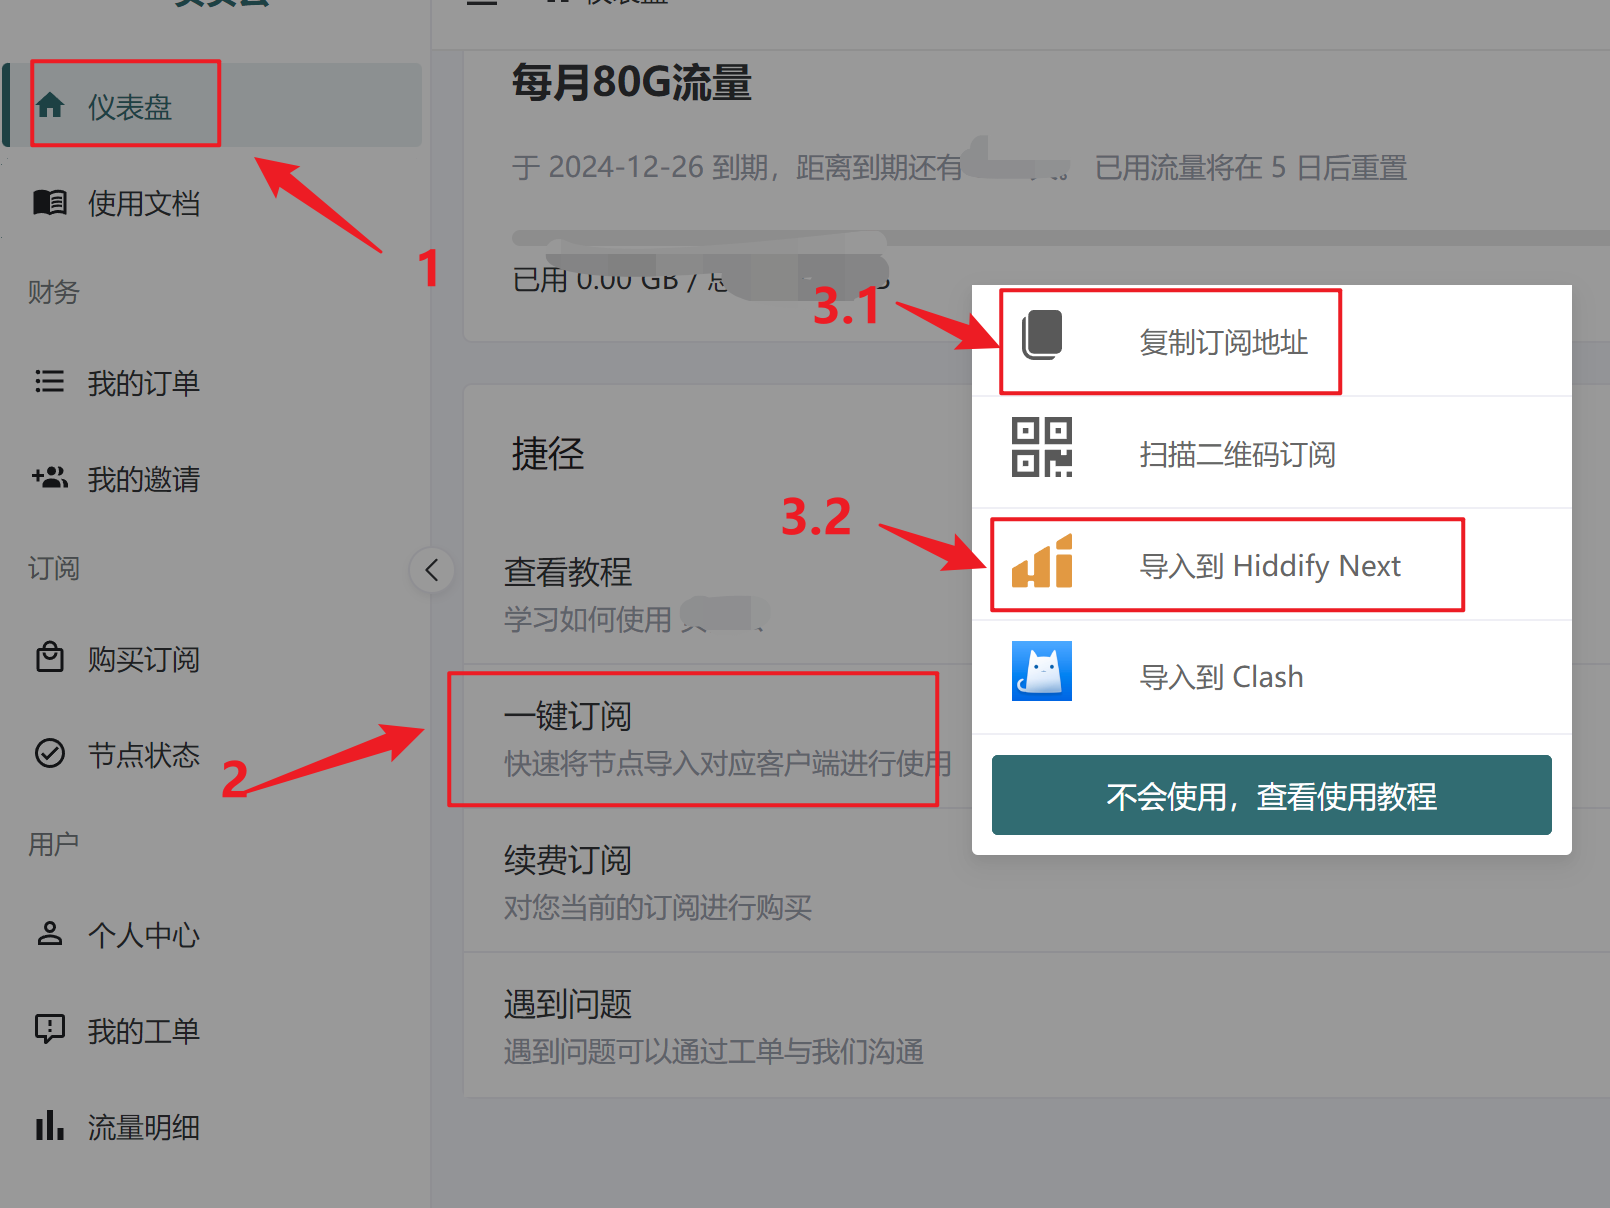 仪表盘
使用文档
财务
我的订单
我的邀请
订阅
购买订阅
节点状态
用户
个人中心
我的工单
流量明细
1
2
每月80G流量
于 2024-12-26 到期，距离到期还有
已用流量将在 5 日后重置
已用 0.00 GB /
捷径
查看教程
学习如何使用
一键订阅
快速将节点导入对应客户端进行使用
续费订阅
对您当前的订阅进行购买
遇到问题
遇到问题可以通过工单与我们沟通
3.1
复制订阅地址
扫描二维码订阅
3.2
导入到 Hiddify Next
导入到 Clash
不会使用，查看使用教程